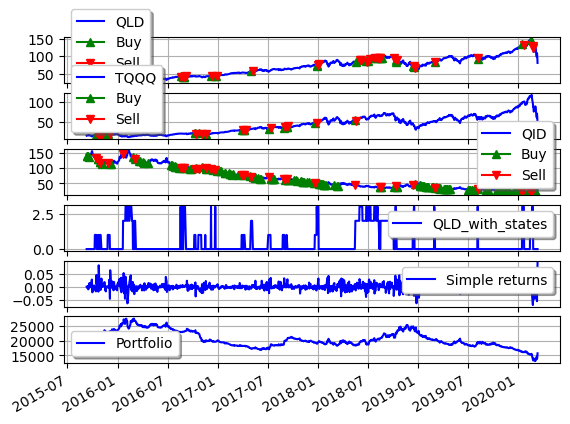 QLD
Buy
Sell
150
100
50
TQQQ
Buy
Sell
100
50
QID
Buy
Sell
150
100
50
QLD_with_states
2.5
0.0
Simple returns
0.05
0.00
−0.05
Portfolio
25000
20000
15000
2015-07
2016-01
2016-07
2017-01
2017-07
2018-01
2018-07
2019-01
2019-07
2020-01